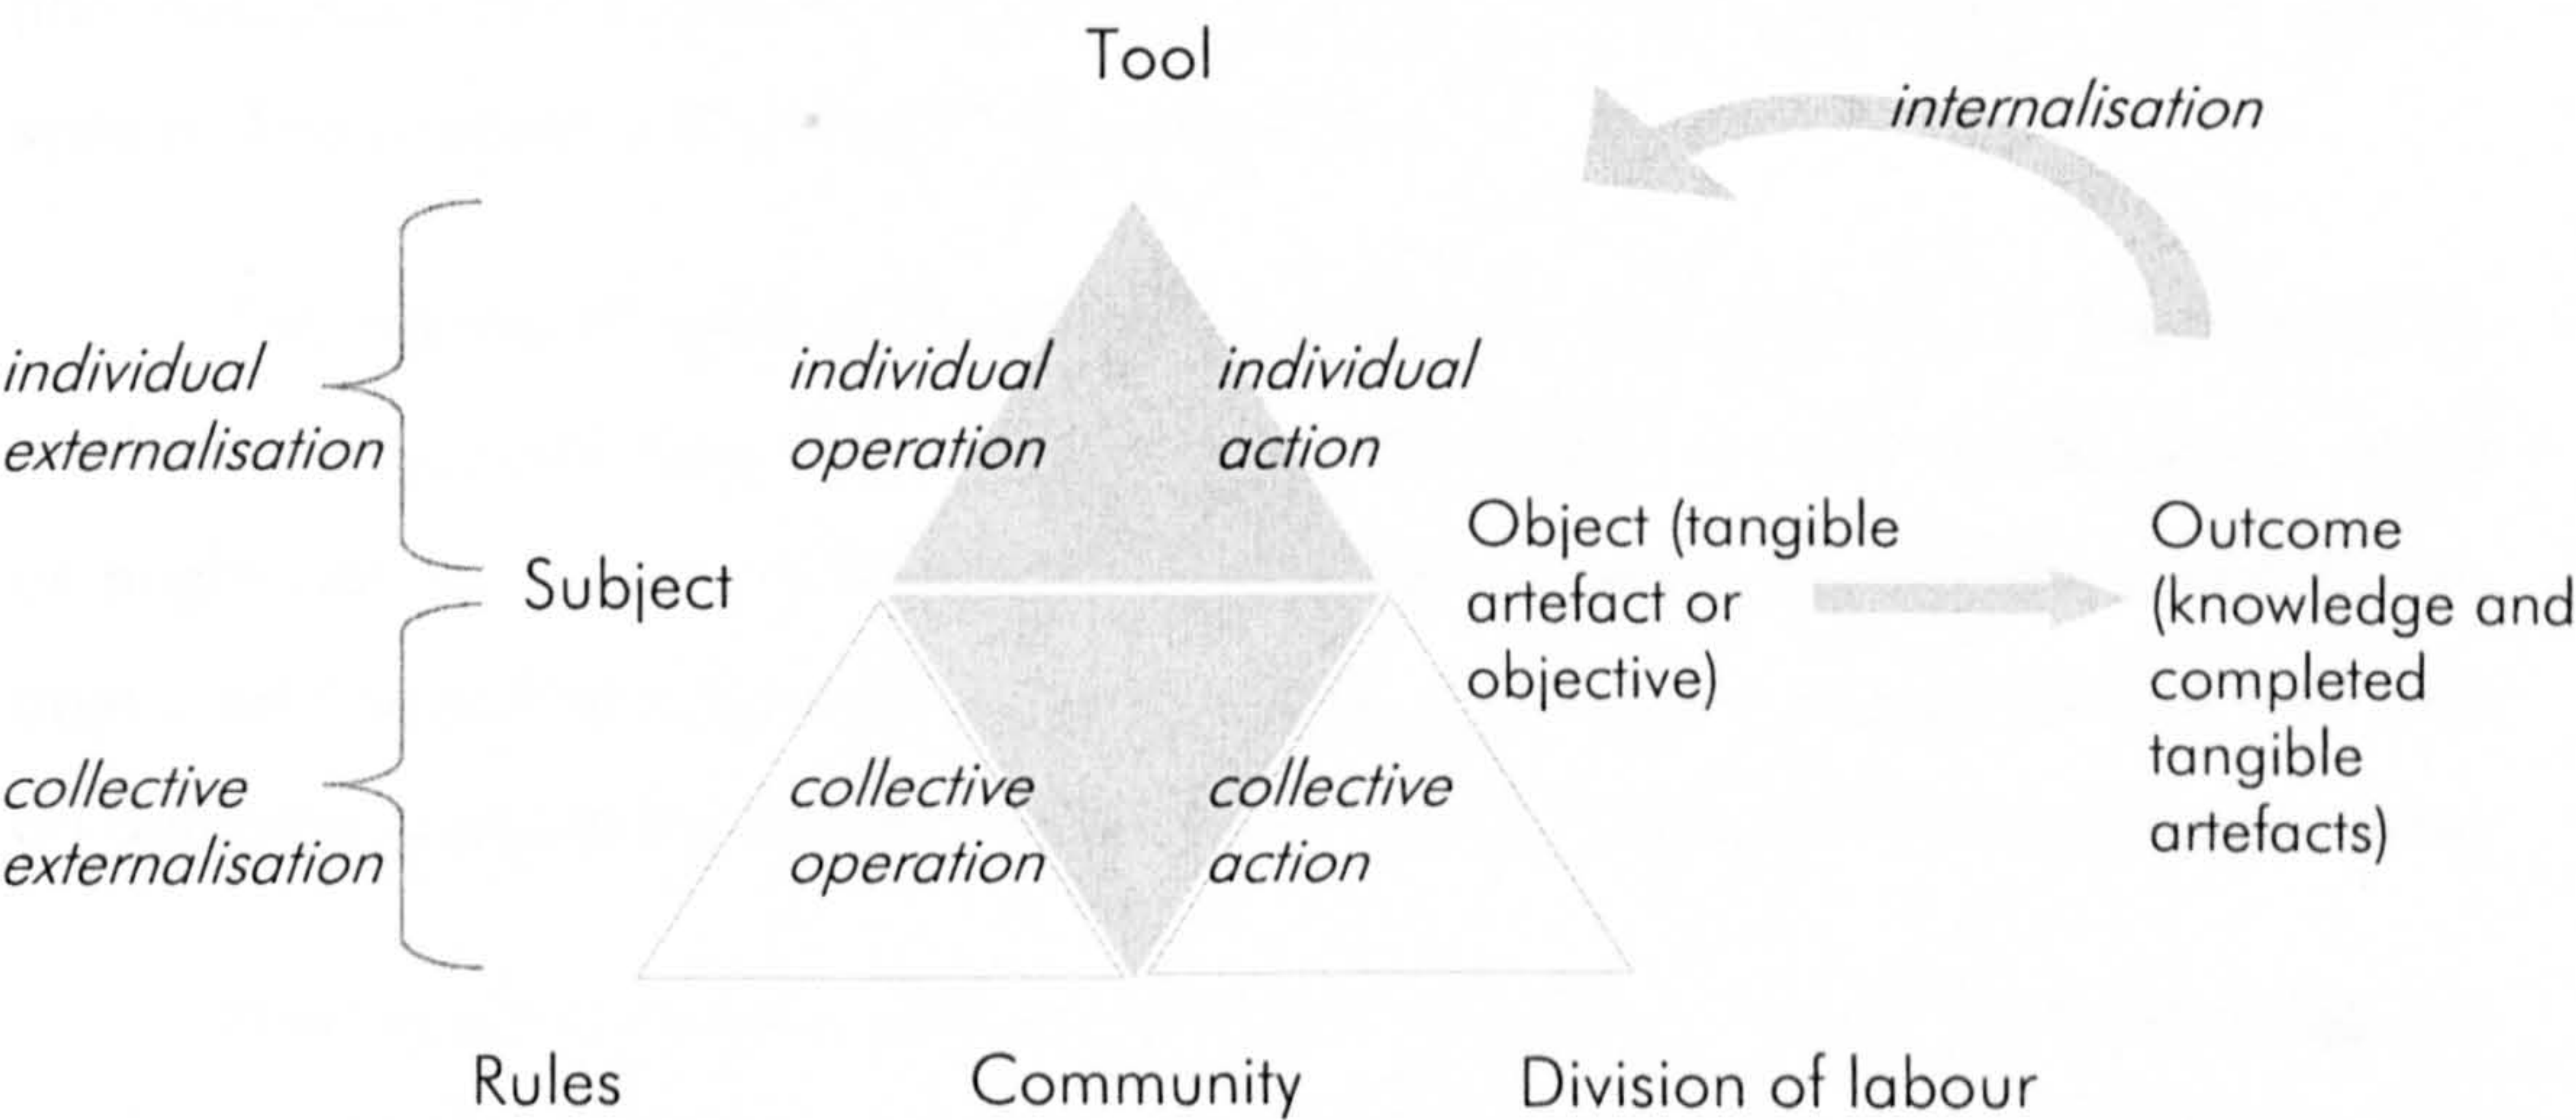 Tool
internalisation
individual
externalisation
individual
operation
individual
action
Subject
Object (tangible
artefact or
objective)
Outcome
(knowledge and
completed
tangible
artefacts)
collective
externalisation
collective
operation
collective
action
Rules
Community
Division of labour